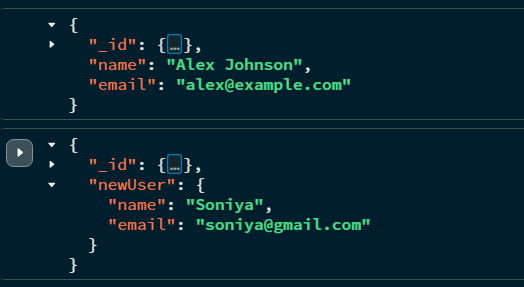 {
"_id": {…},
"name": "Alex Johnson",
"email": "alex@example.com"
}
{
"_id": {…},
"newUser": {
"name": "Soniya",
"email": "soniya@gmail.com"
}
}